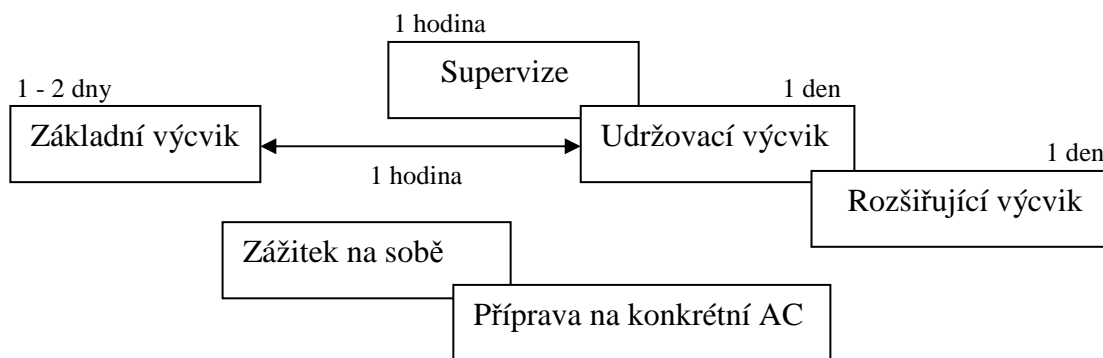 1 hodina
Supervize
1 - 2 dny
1 den
Základní výcvik
Udržovací výcvik
1 hodina
1 den
Rozšiřující výcvik
Zážitek na sobě
Příprava na konkrétní AC